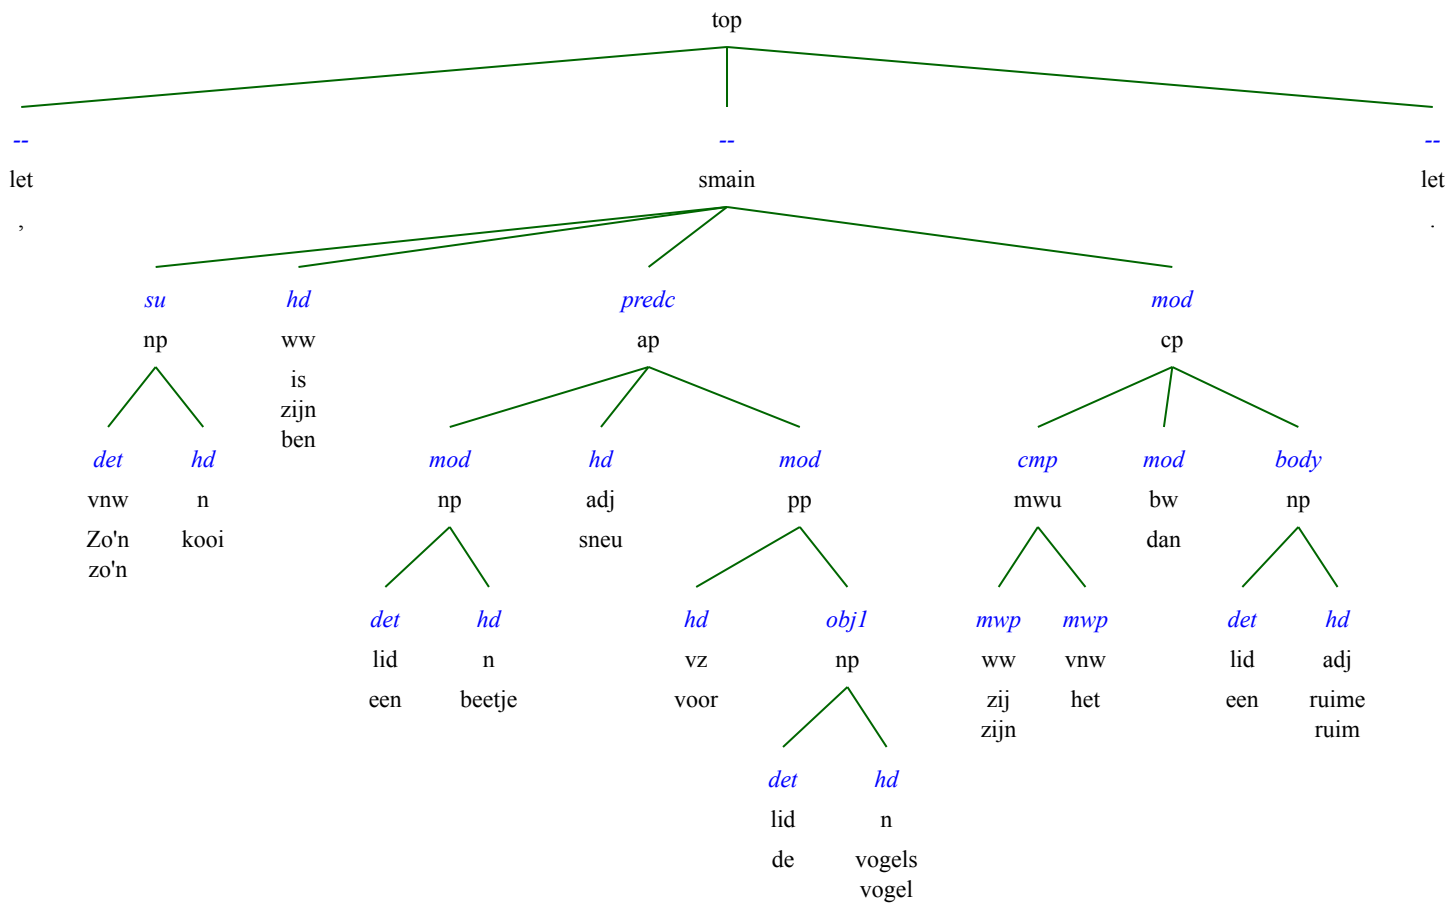 top
-- -- --
let smain let
, .
su hd predc mod
np ww ap cp
is
zijn
ben
det hd mod hd mod cmp mod body
vnw n np adj pp mwu bw np
Zo'n kooi sneu dan
zo'n
det hd hd obj1 mwp mwp det hd
lid n vz np ww vnw lid adj
een beetje voor zij het een ruime
zijn ruim
det hd
lid n
de vogels
vogel